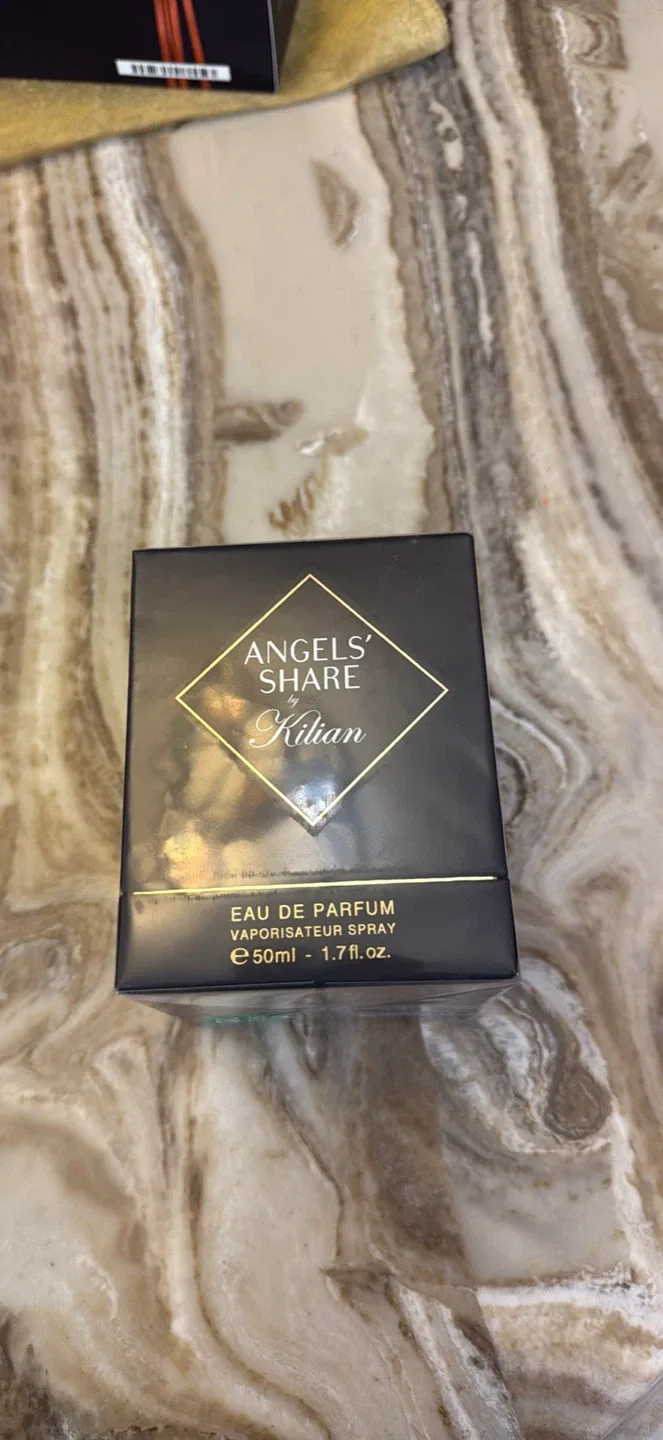 ANGELS’
SHARE
by
Kilian
EAU DE PARFUM
VAPORISATEUR SPRAY
℮50ml - 1.7fl.oz.